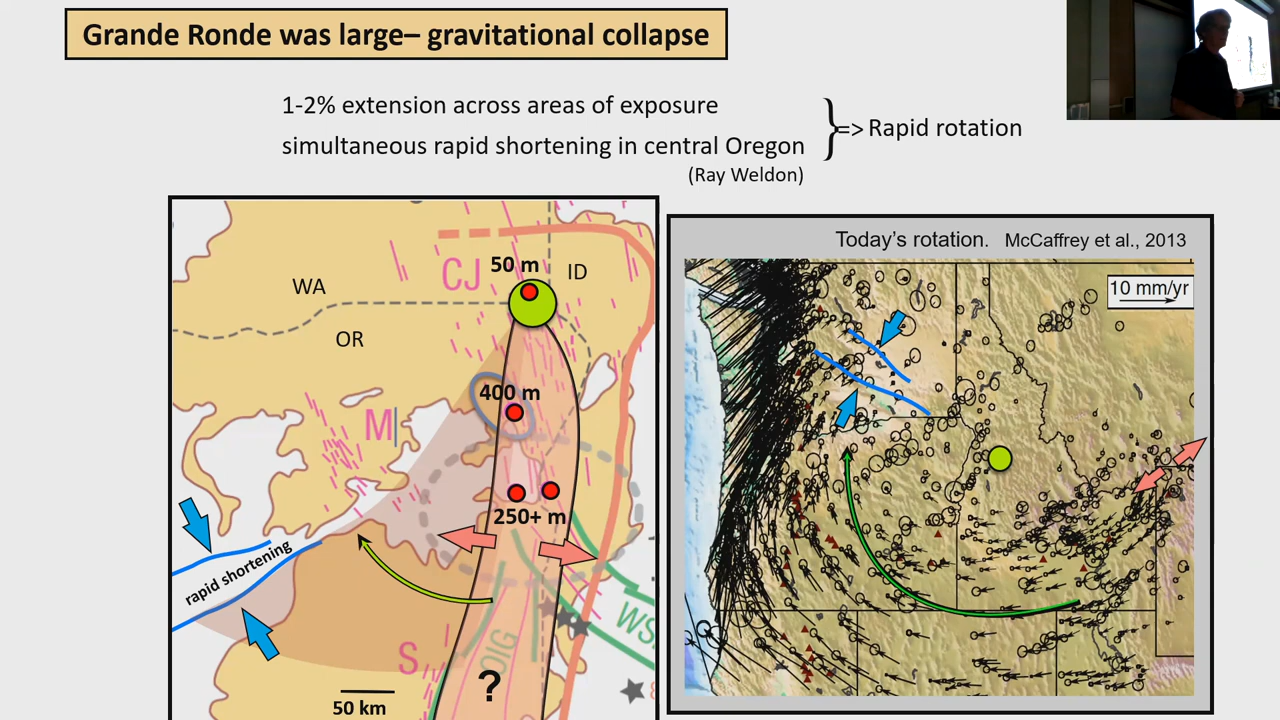 Grande Ronde was large– gravitational collapse
1-2% extension across areas of exposure
simultaneous rapid shortening in central Oregon
=> Rapid rotation
(Ray Weldon)
CJ
50 m
ID
WA
OR
400 m
M
250+ m
rapid shortening
WS
OIG
S
?
50 km
8
Today's rotation. McCaffrey et al., 2013
10 mm/yr